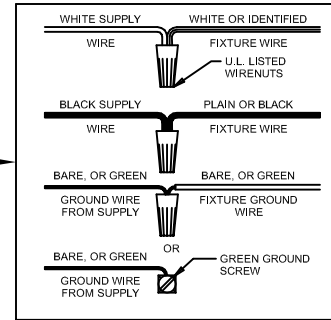 WHITE SUPPLY WHITE OR IDENTIFIED
WIRE FIXTURE WIRE
U.L. LISTED
WIRENUTS
BLACK SUPPLY PLAIN OR BLACK
WIRE FIXTURE WIRE
BARE, OR GREEN BARE, OR GREEN
GROUND WIRE FIXTURE GROUND
FROM SUPPLY WIRE
OR
BARE, OR GREEN GREEN GROUND
SCREW
GROUND WIRE
FROM SUPPLY